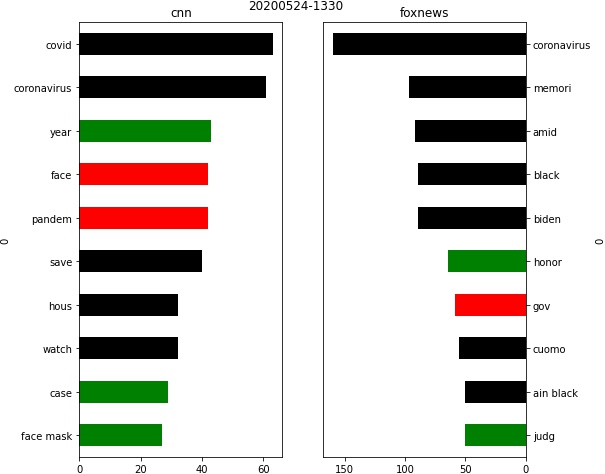 20200524-1330
cnn
foxnews
covid
coronavirus
year
face
pandem
save
hous
watch
case
face mask
0
0 20 40 60
coronavirus
memori
amid
black
biden
honor
gov
cuomo
ain black
judg
0
150 100 50 0